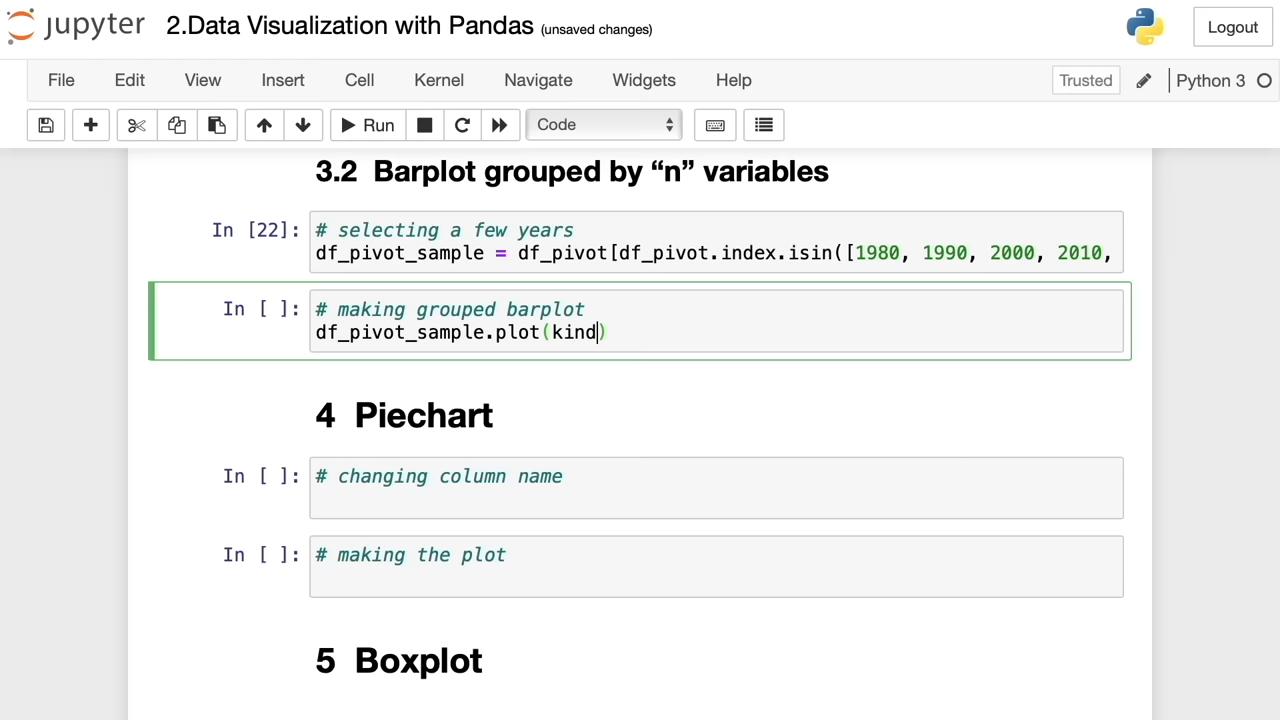 jupyter 2.Data Visualization with Pandas (unsaved changes) Logout
File Edit View Insert Cell Kernel Navigate Widgets Help Trusted Python 3
Run Code
3.2 Barplot grouped by “n” variables
In [22]: # selecting a few years
df_pivot_sample = df_pivot[df_pivot.index.isin([1980, 1990, 2000, 2010,
In [ ]: # making grouped barplot
df_pivot_sample.plot(kind)
4 Piechart
In [ ]: # changing column name
In [ ]: # making the plot
5 Boxplot